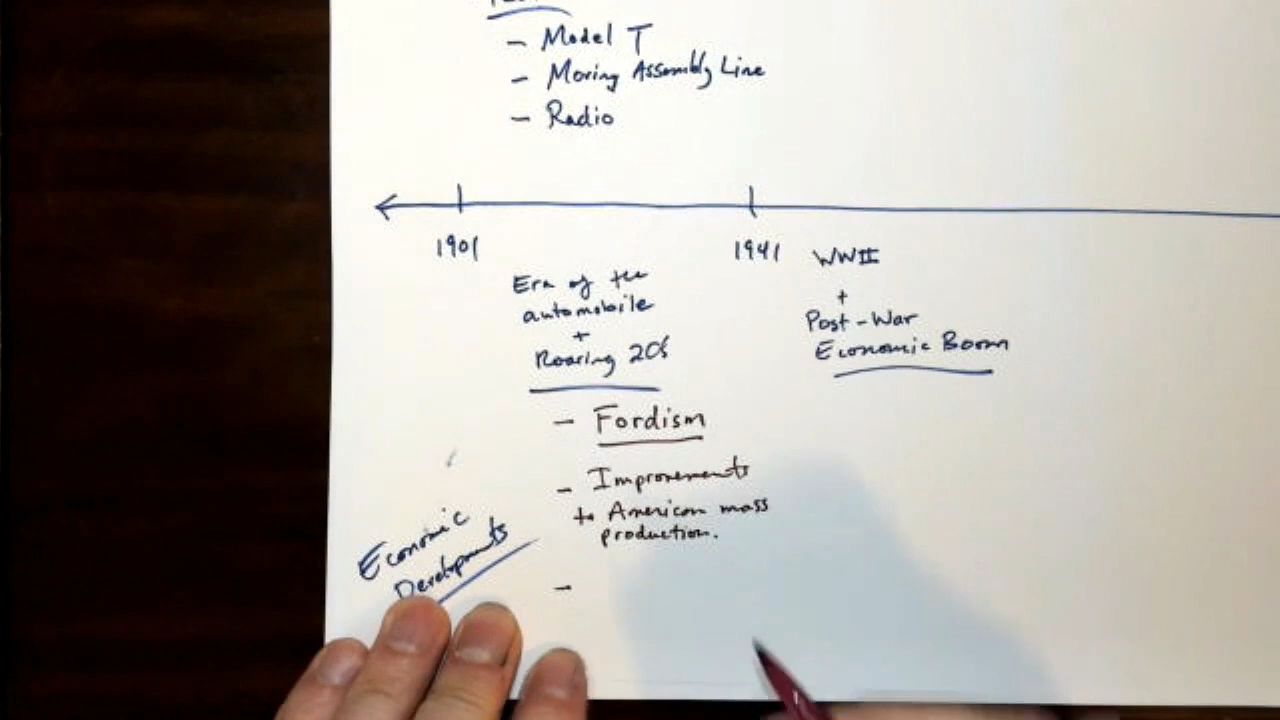 - Model T
- Moving Assembly Line
- Radio
1901
1941
WWII
+
Post-War
Economic Boom
Era of the
automobile
+
Roaring 20s
- Fordism
- Improvements
to American mass
production.
-
Economic
Developments